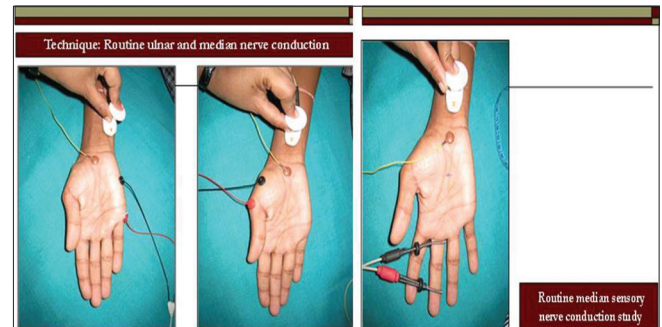 Technique: Routine ulnar and median nerve conduction
Routine median sensory
nerve conduction study